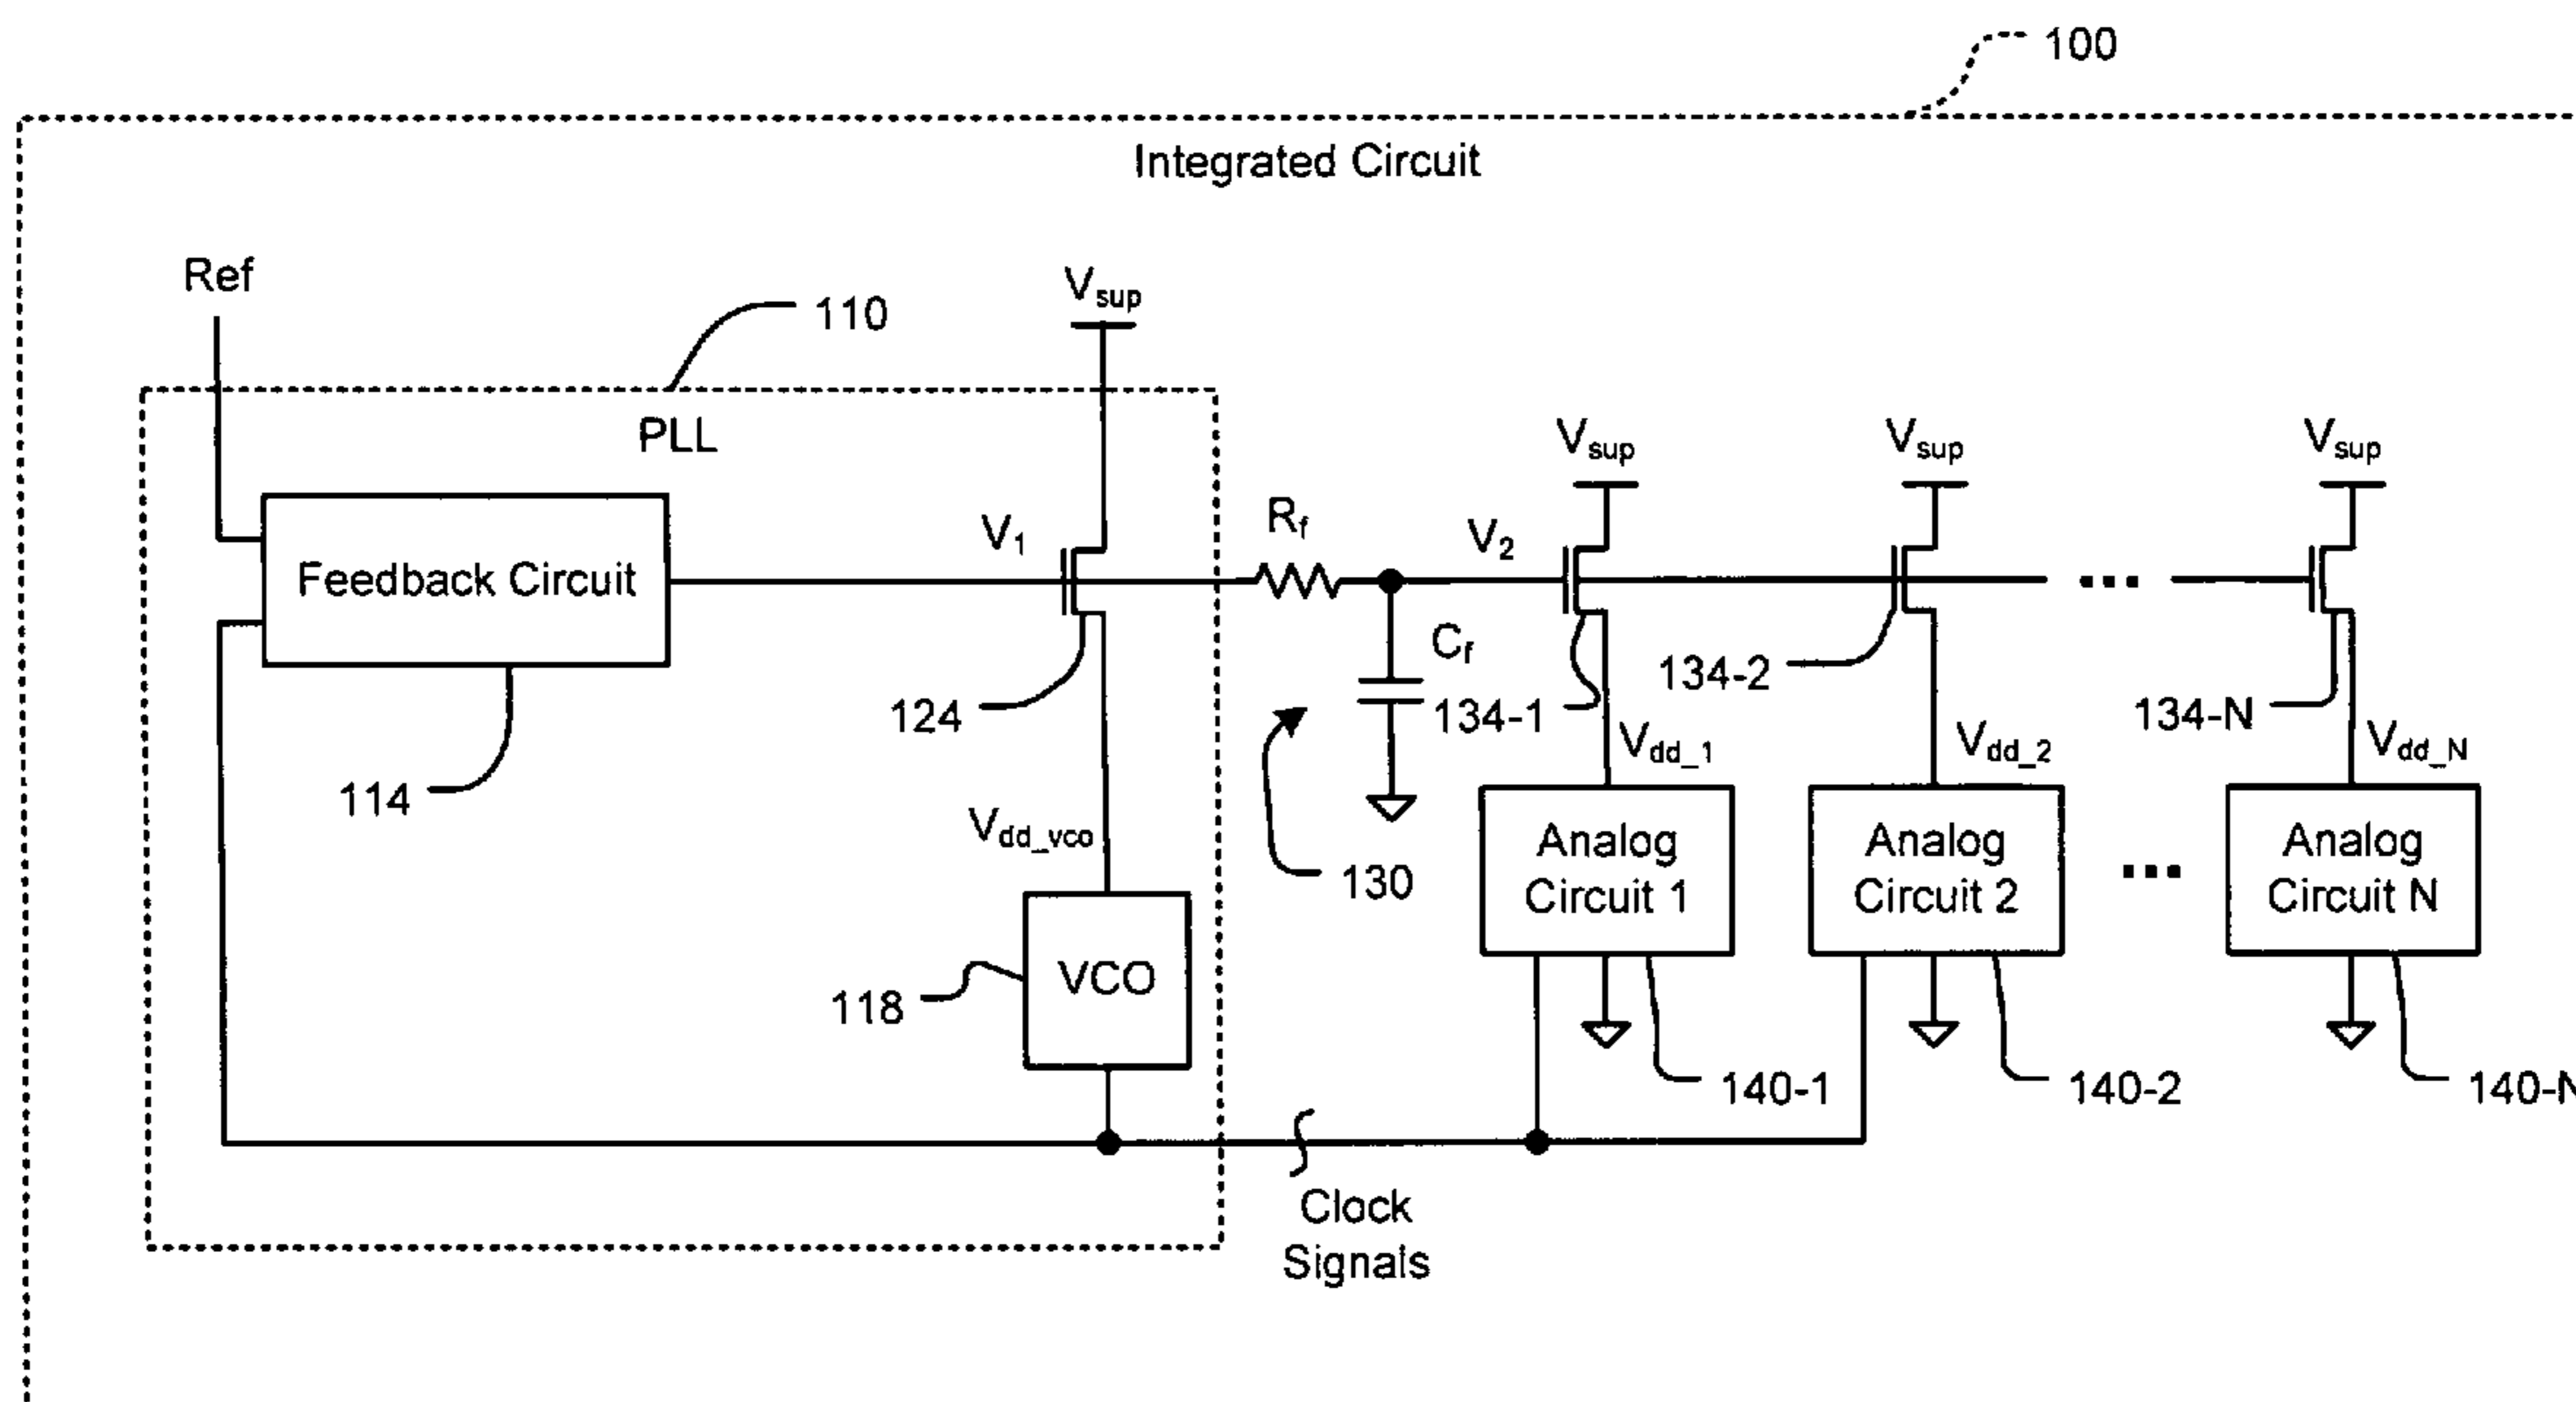 100
Integrated Circuit
Ref
110
Vsup
PLL
Feedback Circuit
V1
Rf
V2
Vsup
Vsup
Vsup
Cf
124
134-1
134-2
134-N
114
130
Vdd_vco
Vdd_1
Vdd_2
Vdd_N
Analog
Circuit 1
Analog
Circuit 2
...
Analog
Circuit N
118
VCO
140-1
140-2
140-N
Clock
Signals